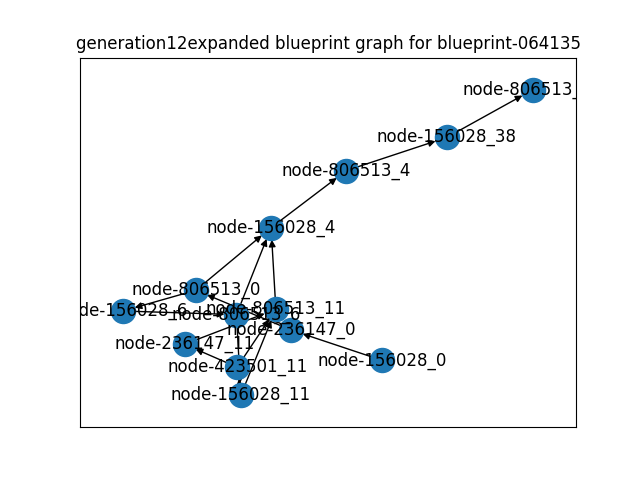 generation12expanded blueprint graph for blueprint-064135
node-806513_
node-156028_38
node-806513_4
node-156028_4
node-806513_0
node-806513_11
de-156028_6
node-806513_6
node-236147_0
node-236147_11
node-156028_0
node-423501_11
node-156028_11